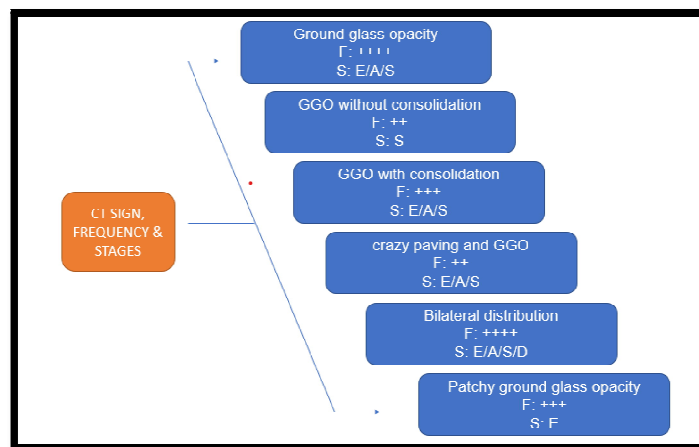 Ground glass opacity
F: ++++
S: E/A/S
GGO without consolidation
F: ++
S: S
GGO with consolidation
F: +++
S: E/A/S
CT SIGN,
FREQUENCY &
STAGES
crazy paving and GGO
F: ++
S: E/A/S
Bilateral distribution
F: ++++
S: E/A/S/D
Patchy ground glass opacity
F: +++
S: E